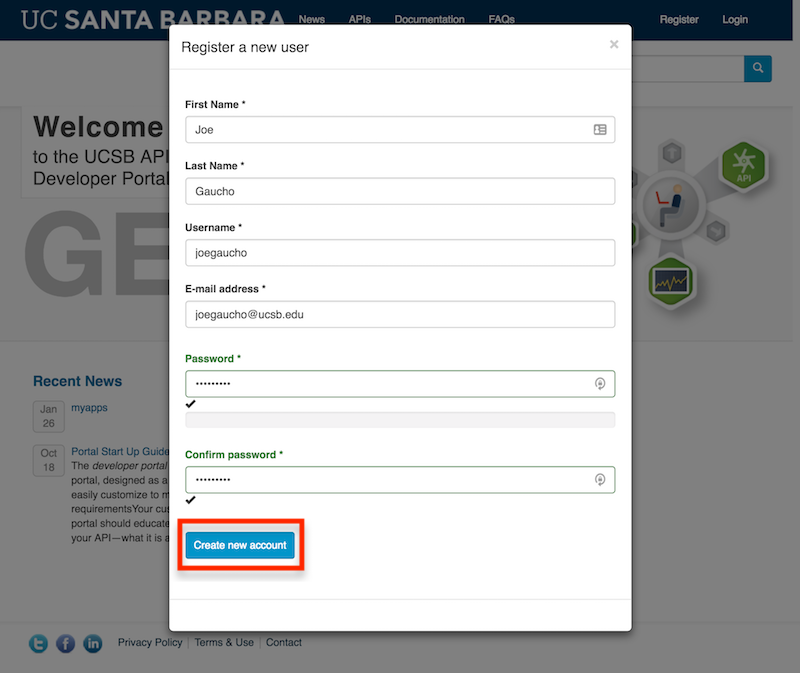 UC SANTA BARBARA News APIs Documentation FAQs Register Login
Register a new user ×
First Name *
Joe
Last Name *
Gaucho
Username *
joegaucho
E-mail address *
joegaucho@ucsb.edu
Password *
•••••••••
Confirm password *
•••••••••
Create new account
Welcome
to the UCSB API
Developer Portal
GE
API
Recent News
Jan
26
myapps
Oct
18
Portal Start Up Guide
The developer portal
portal, designed as a
easily customize to m
requirementsYour cus
portal should educate
your API—what it is a
Privacy Policy Terms & Use Contact